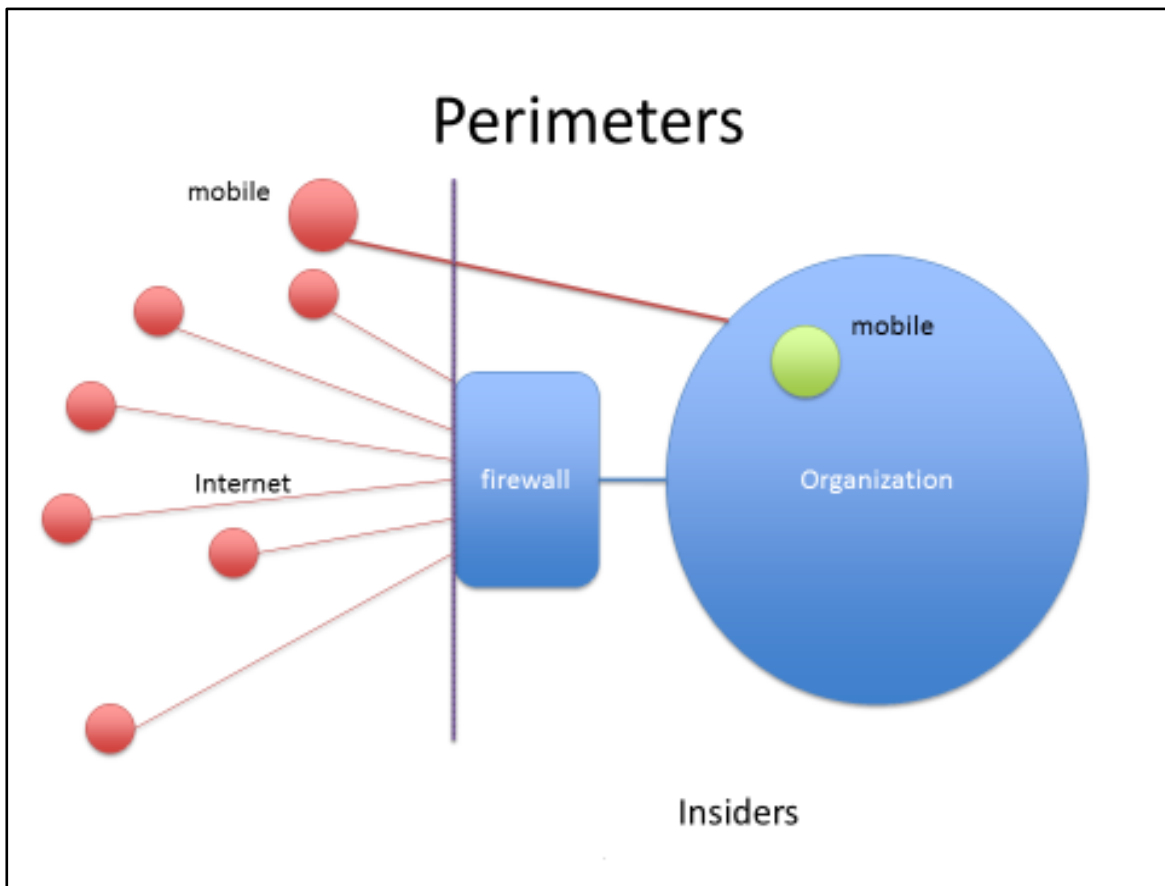 Perimeters
mobile
mobile
Internet
firewall
Organization
Insiders